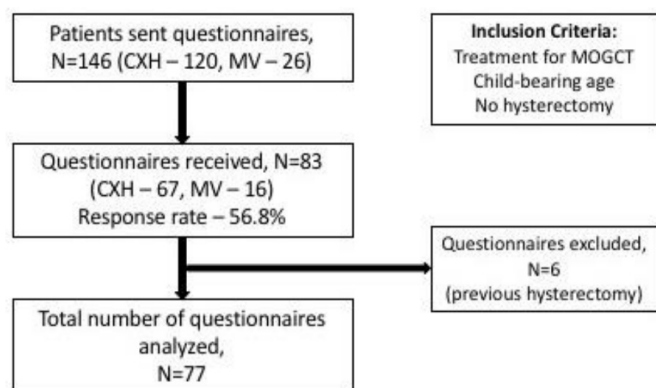 Patients sent questionnaires,
N=146 (CXH – 120, MV – 26)
Inclusion Criteria:
Treatment for MOGCT
Child-bearing age
No hysterectomy
Questionnaires received, N=83
(CXH – 67, MV – 16)
Response rate – 56.8%
Questionnaires excluded,
N=6
(previous hysterectomy)
Total number of questionnaires
analyzed,
N=77